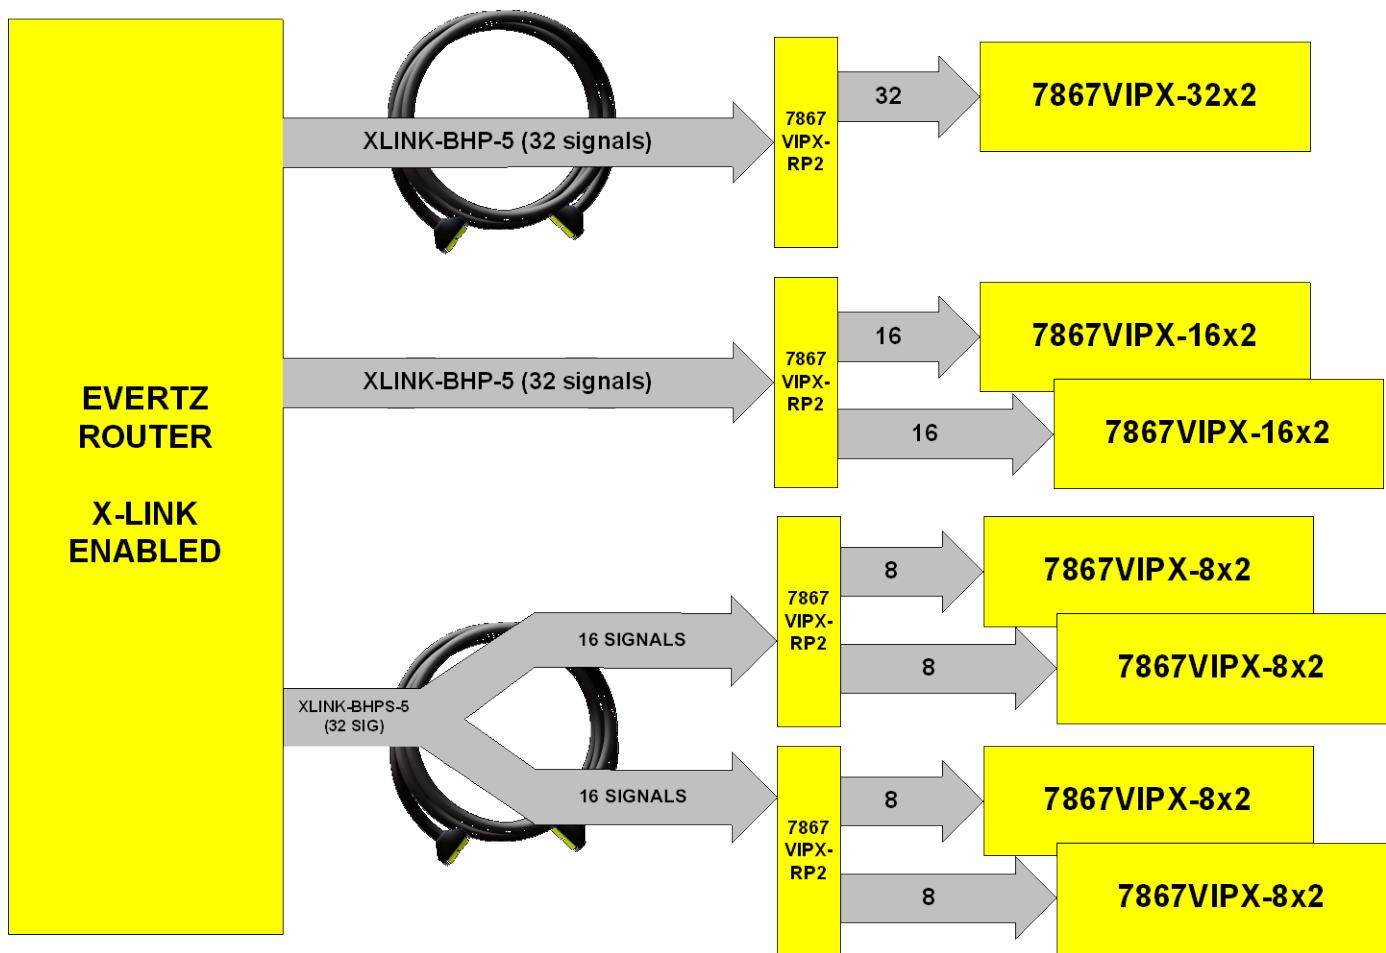 EVERTZ
ROUTER
X-LINK
ENABLED
XLINK-BHP-5 (32 signals)
7867
VIPX-
RP2
32
7867VIPX-32x2
XLINK-BHP-5 (32 signals)
7867
VIPX-
RP2
16
7867VIPX-16x2
16
7867VIPX-16x2
XLINK-BHPS-5
(32 SIG)
16 SIGNALS
7867
VIPX-
RP2
8
7867VIPX-8x2
8
7867VIPX-8x2
16 SIGNALS
7867
VIPX-
RP2
8
7867VIPX-8x2
8
7867VIPX-8x2